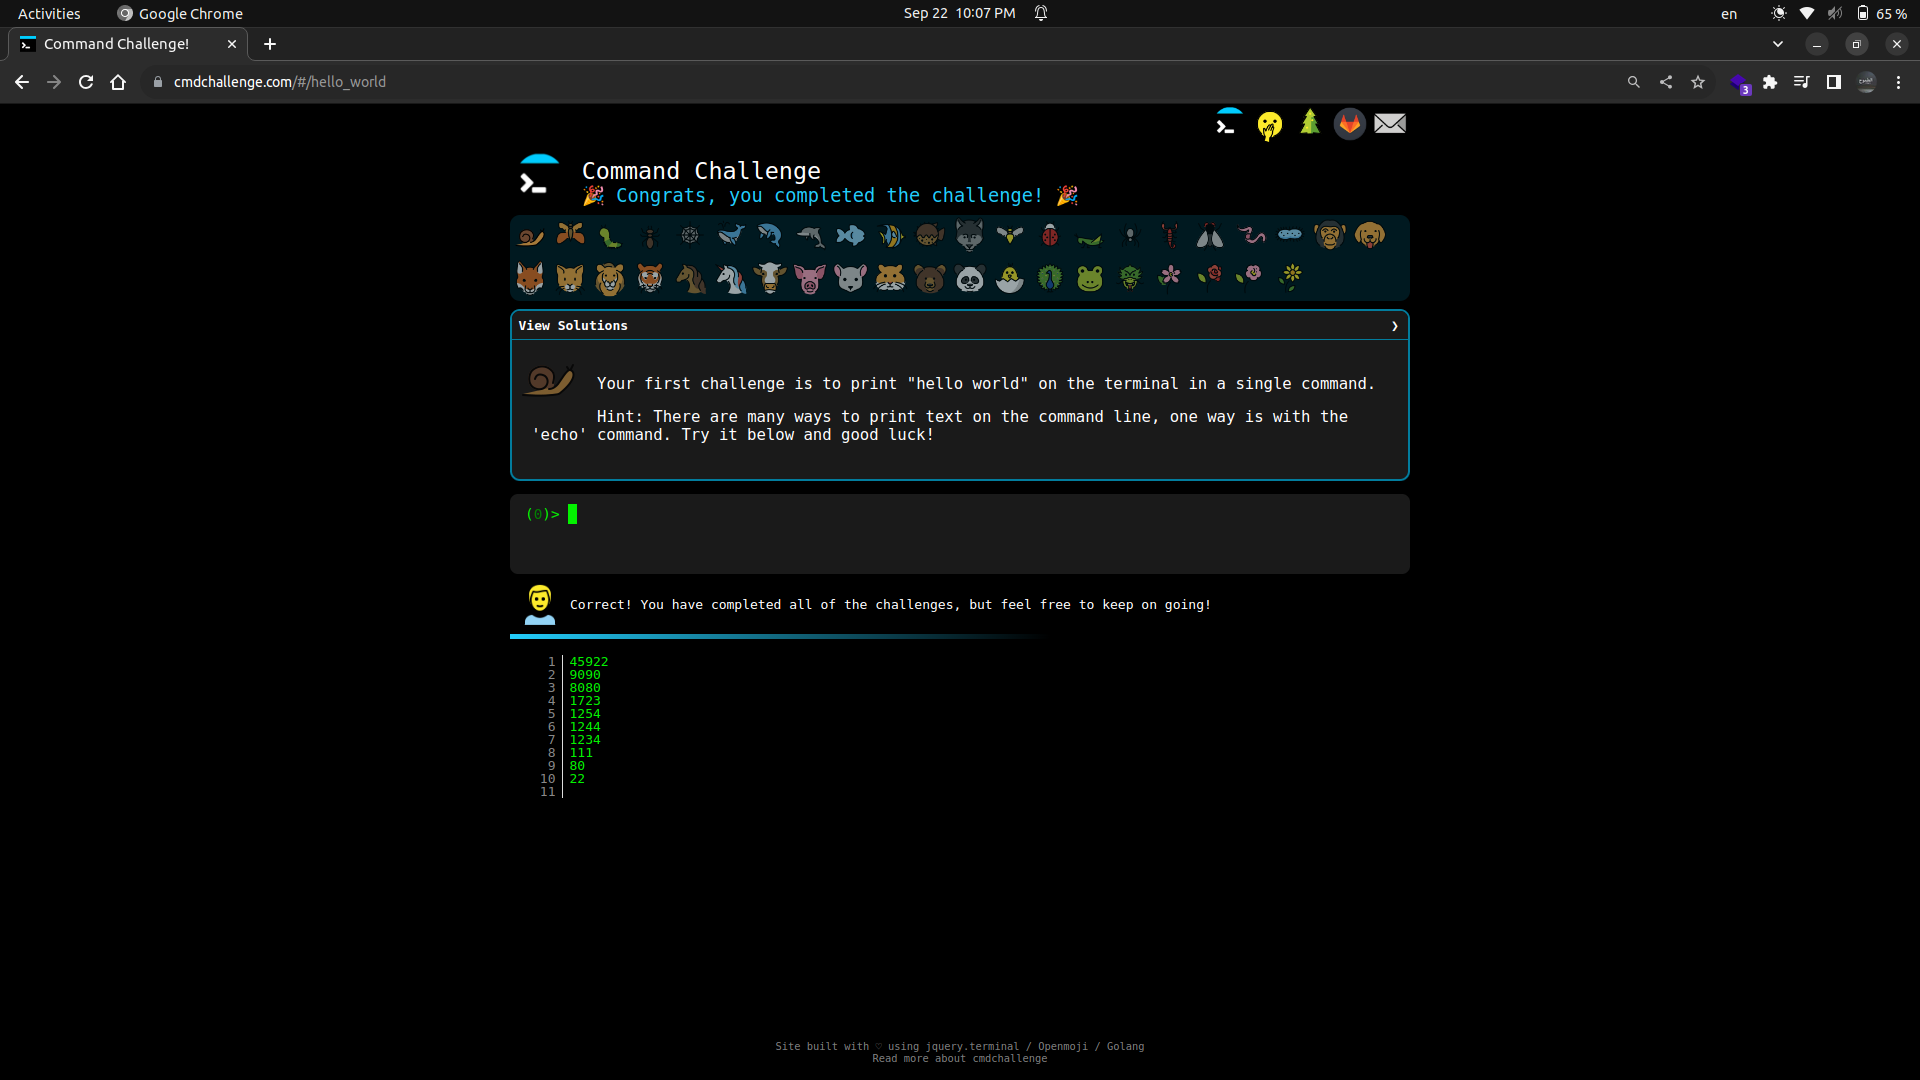 Activities
Google Chrome
Sep 22 10:07 PM
en
65 %
Command Challenge!
cmdchallenge.com/#/hello_world
3
Command Challenge
🎉 Congrats, you completed the challenge! 🎉
View Solutions
Your first challenge is to print "hello world" on the terminal in a single command.
Hint: There are many ways to print text on the command line, one way is with the
'echo' command. Try it below and good luck!
(0)>
Correct! You have completed all of the challenges, but feel free to keep on going!
1 45922
2 9090
3 8080
4 1723
5 1254
6 1244
7 1234
8 111
9 80
10 22
11
Site built with ♡ using jquery.terminal / Openmoji / Golang
Read more about cmdchallenge